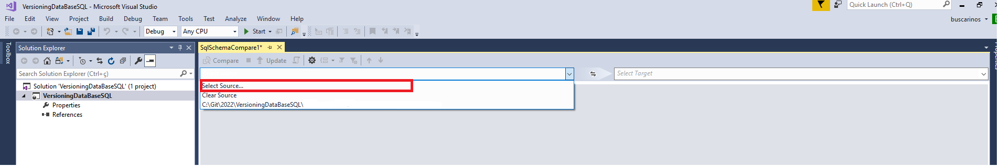 VersioningDataBaseSQL - Microsoft Visual Studio
Quick Launch (Ctrl+Q)
File Edit View Project Build Debug Team Tools Test Analyze Window Help
buscarinos
Debug Any CPU Start
Toolbox
Solution Explorer
SqlSchemaCompare1*
Properties
Compare Update
Search Solution Explorer (Ctrl+ç)
Select Target
Solution 'VersioningDataBaseSQL' (1 project)
Select Source...
VersioningDataBaseSQL
Clear Source
Properties
C:\Git\2022\VersioningDataBaseSQL\
References